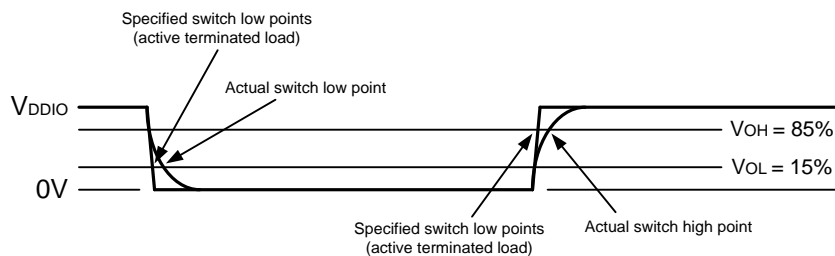 Specified switch low points
(active terminated load)
Actual switch low point
VDDIO
VOH = 85%
VOL = 15%
0V
Specified switch low points
(active terminated load)
Actual switch high point